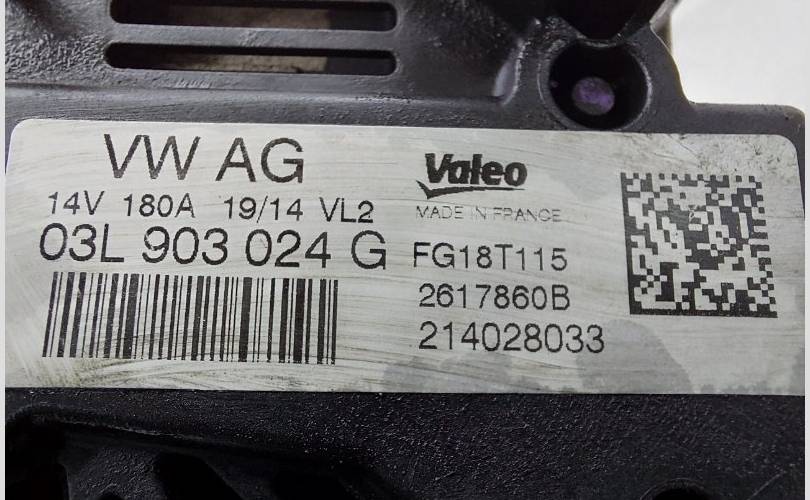 VW AG
14V 180A 19/14 VL2
03L 903 024 G
Valeo
MADE IN FRANCE
FG18T115
2617860B
214028033